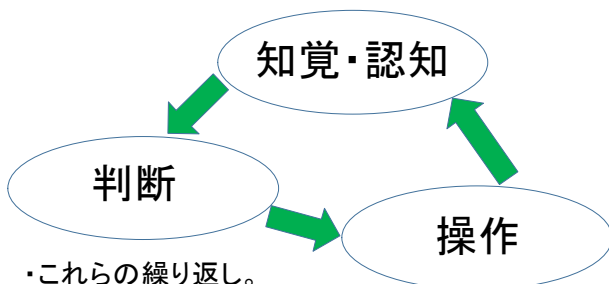 知覚・認知
判断
操作
・これらの繰り返し。